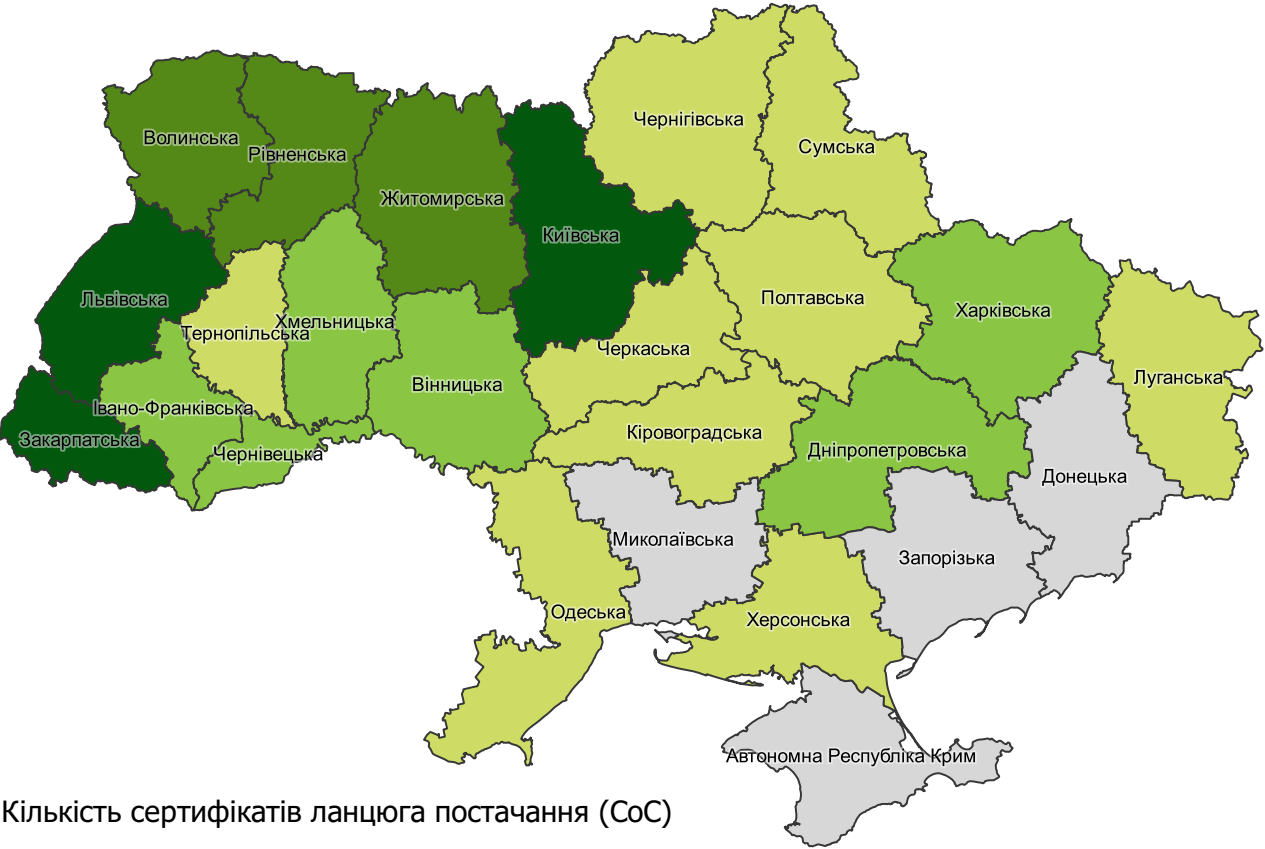 Чернігівська
Волинська
Сумська
Рівненська
Житомирська
Київська
Львівська
Полтавська
Харківська
Хмельницька
Тернопільська
Черкаська
Луганська
Вінницька
Івано-Франківська
Закарпатська
Кіровоградська
Чернівецька
Дніпропетровська
Донецька
Миколаївська
Запорізька
Одеська
Херсонська
Автономна Республіка Крим
Кількість сертифікатів ланцюга постачання (CoC)